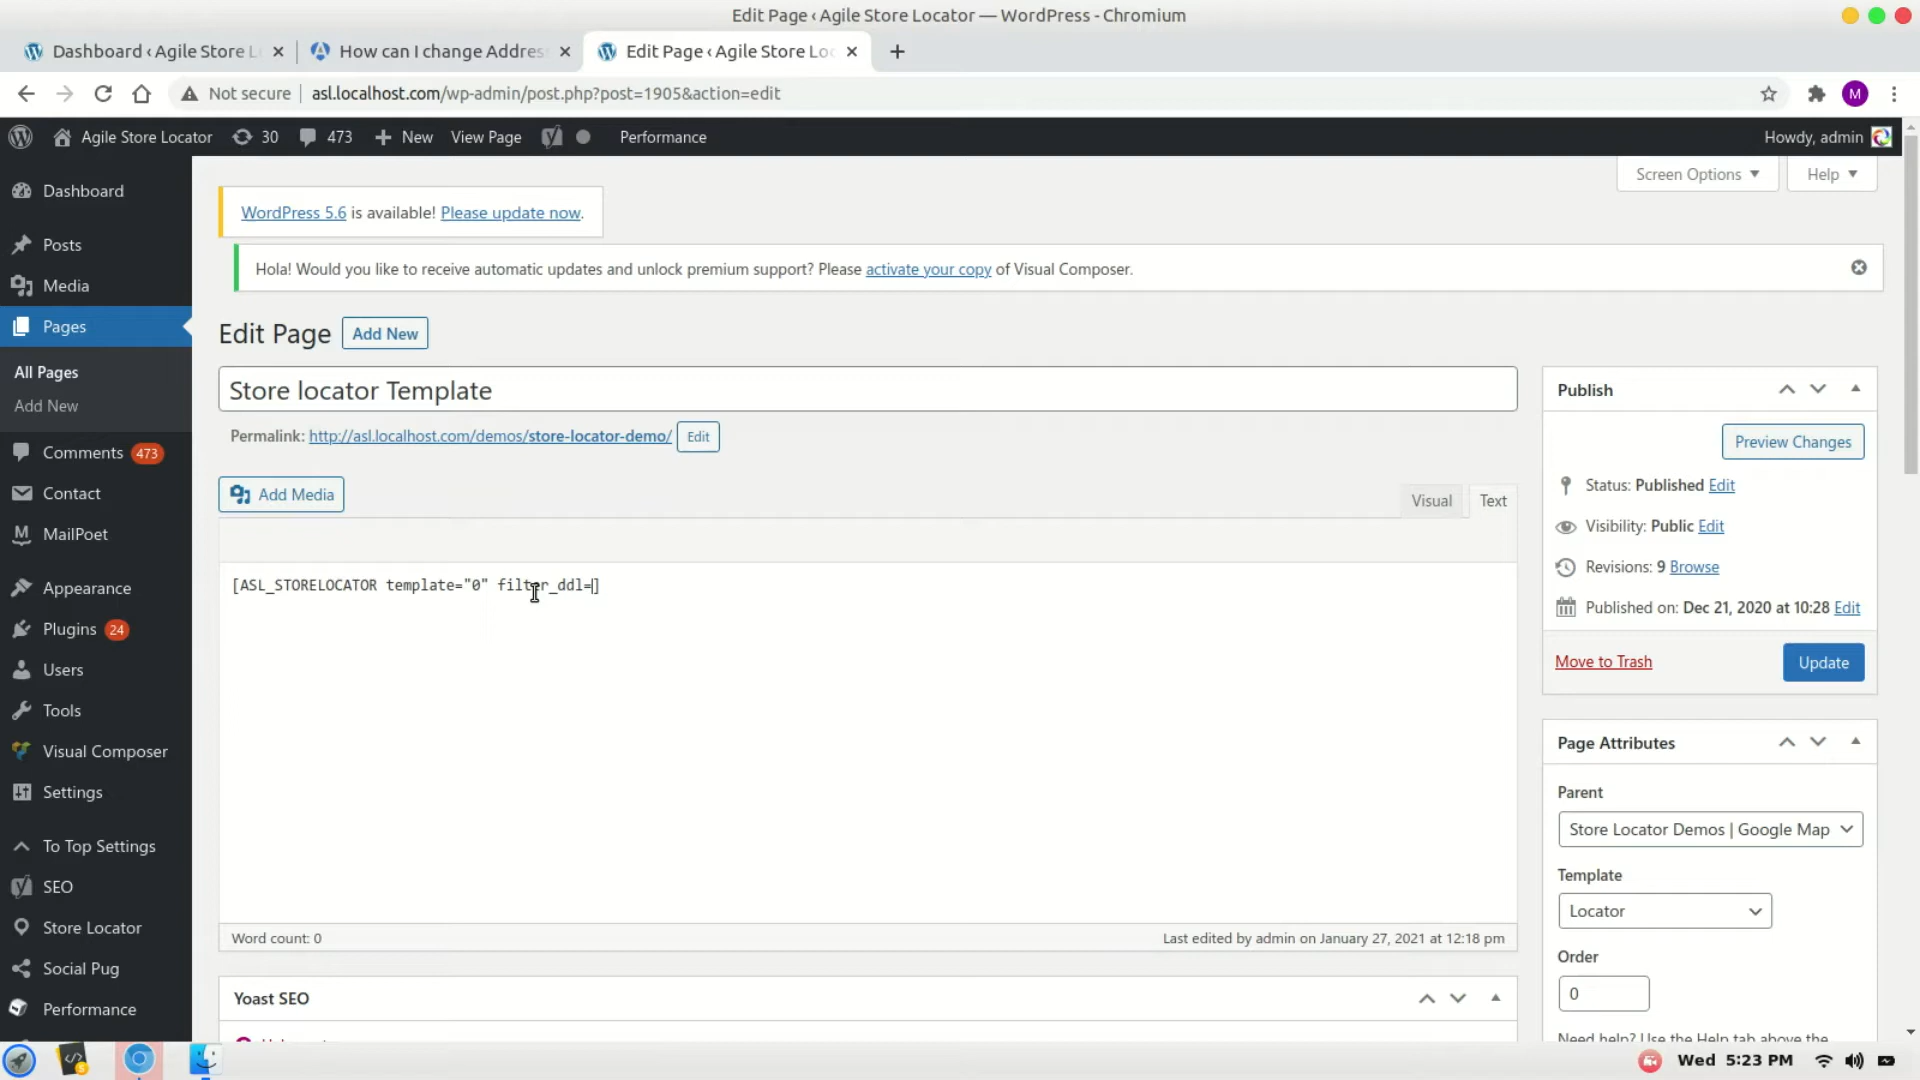 Edit Page ‹ Agile Store Locator — WordPress - Chromium
Dashboard ‹ Agile Store L
How can I change Addres
Edit Page ‹ Agile Store Loc
Not secure
asl.localhost.com/wp-admin/post.php?post=1905&action=edit
M
Agile Store Locator
30
473
New
View Page
Performance
Howdy, admin
Screen Options
Help
Dashboard
Posts
Media
Pages
All Pages
Add New
Comments 473
Contact
MailPoet
Appearance
Plugins 24
Users
Tools
Visual Composer
Settings
To Top Settings
SEO
Store Locator
Social Pug
Performance
WordPress 5.6 is available! Please update now.
Hola! Would you like to receive automatic updates and unlock premium support? Please activate your copy of Visual Composer.
Edit Page
Add New
Store locator Template
Permalink: http://asl.localhost.com/demos/store-locator-demo/ Edit
Add Media
Visual
Text
[ASL_STORELOCATOR template="0" filter_ddl=]
Word count: 0
Last edited by admin on January 27, 2021 at 12:18 pm
Yoast SEO
Publish
Preview Changes
Status: Published Edit
Visibility: Public Edit
Revisions: 9 Browse
Published on: Dec 21, 2020 at 10:28 Edit
Move to Trash
Update
Page Attributes
Parent
Store Locator Demos | Google Map
Template
Locator
Order
0
Need help? Use the Help tab above the
Wed 5:23 PM